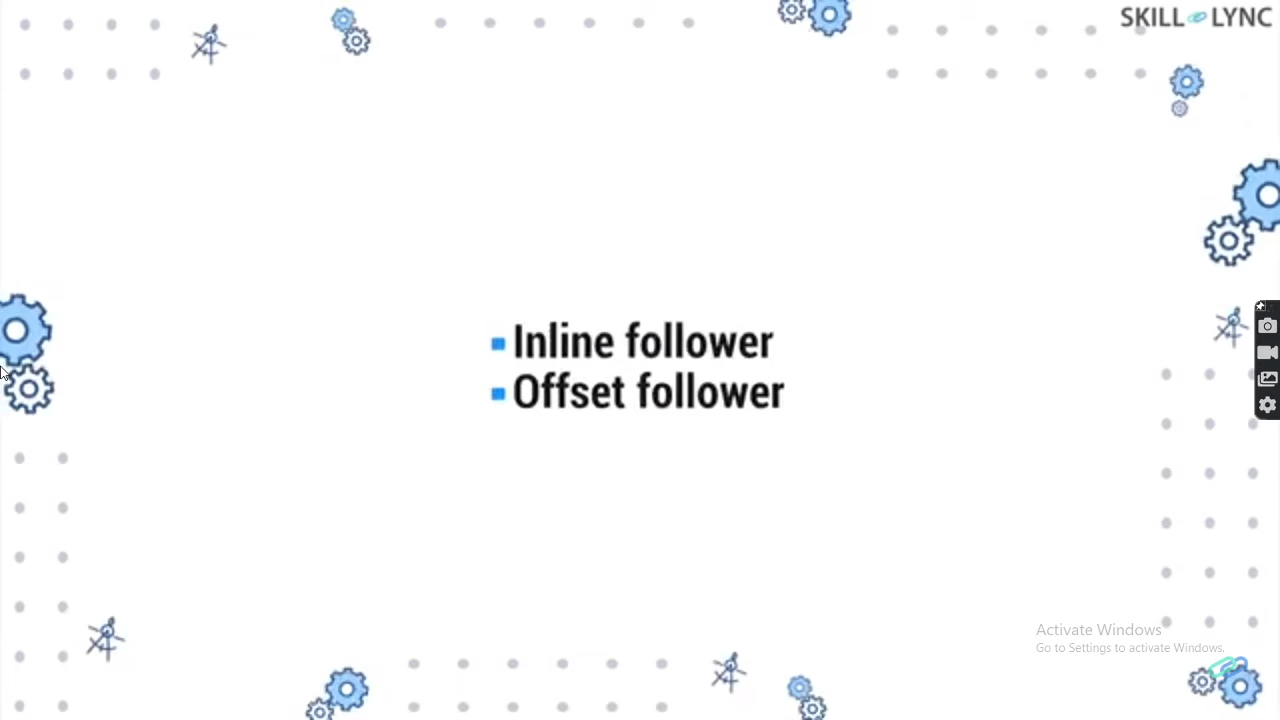 SKILL LYNC
Inline follower
Offset follower
Activate Windows
Go to Settings to activate Windows.